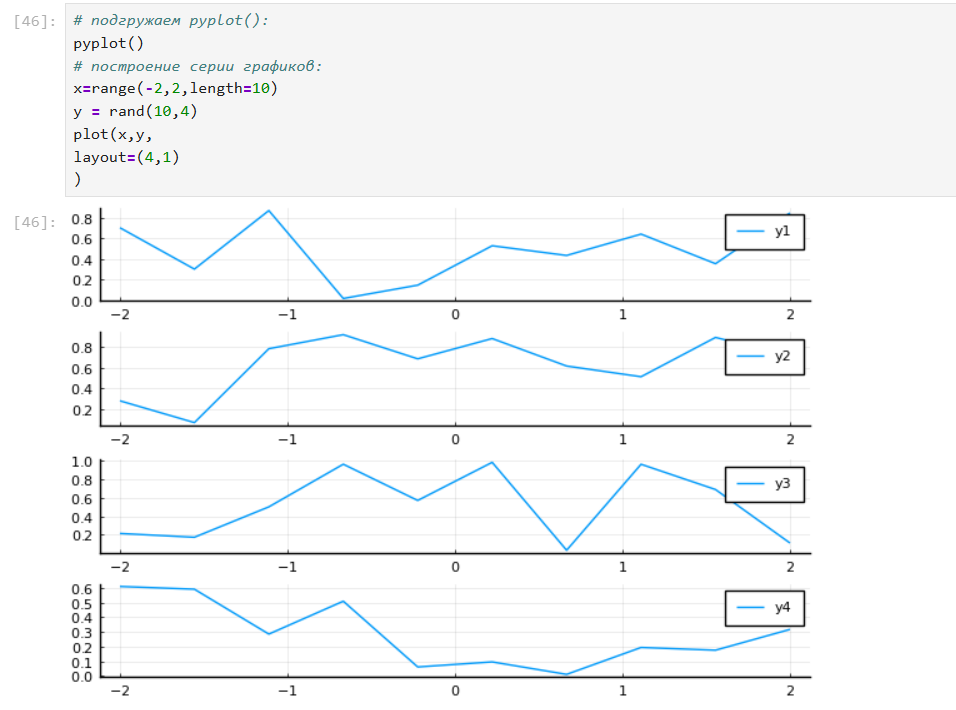 [46]:
# подгружаем pyplot():
pyplot()
# построение серии графиков:
x=range(-2,2,length=10)
y = rand(10,4)
plot(x,y,
layout=(4,1)
)
[46]:
0.8
0.6
0.4
0.2
0.0
y1
−2 −1 0 1 2
0.8
0.6
0.4
0.2
y2
−2 −1 0 1 2
1.0
0.8
0.6
0.4
0.2
y3
−2 −1 0 1 2
0.6
0.5
0.4
0.3
0.2
0.1
0.0
y4
−2 −1 0 1 2